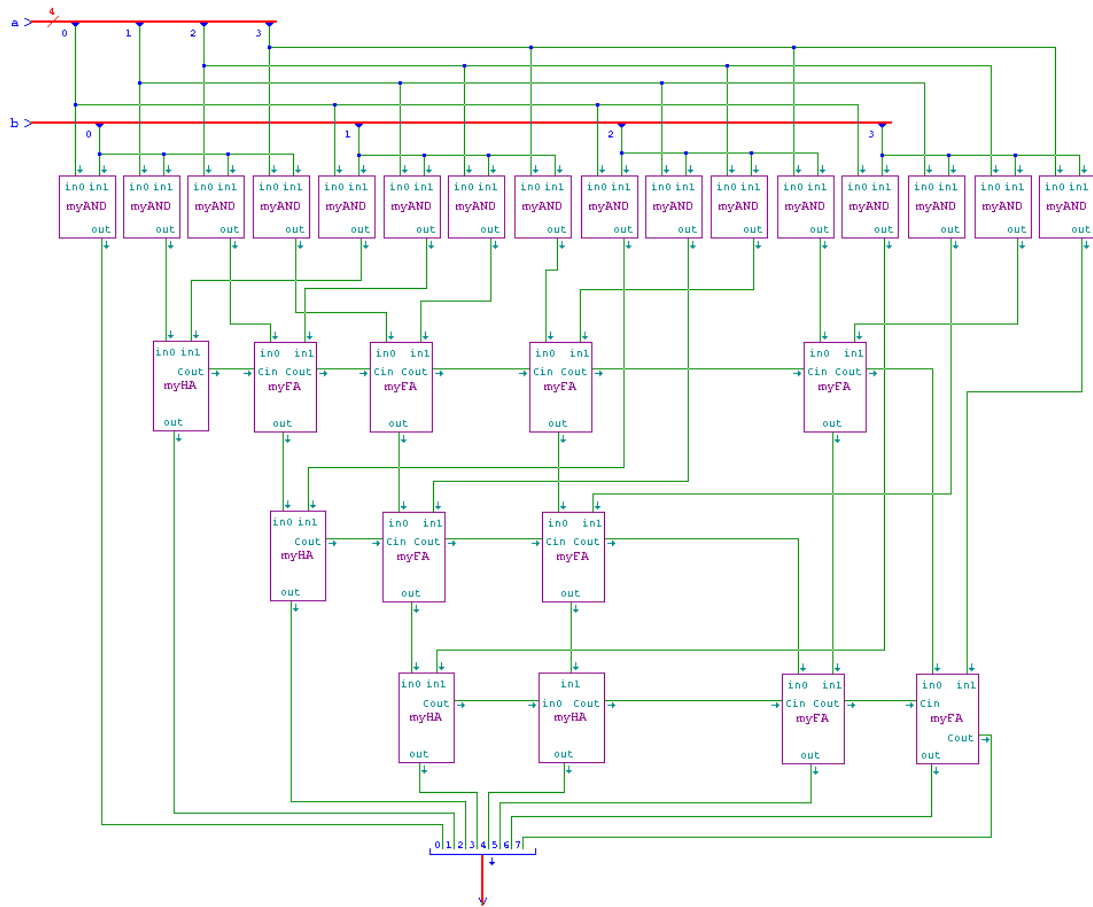 4
a
0 1 2 3
b
0 1 2 3
in0 in1 in0 in1 in0 in1 in0 in1 in0 in1 in0 in1 in0 in1 in0 in1 in0 in1 in0 in1 in0 in1 in0 in1 in0 in1 in0 in1 in0 in1 in0 in1
myAND myAND myAND myAND myAND myAND myAND myAND myAND myAND myAND myAND myAND myAND myAND myAND
out out out out out out out out out out out out out out out out
in0 in1 in0 in1 in0 in1 in0 in1 in0 in1
Cout Cin Cout Cin Cout Cin Cout Cin Cout
myHA myFA myFA myFA myFA
out out out out out
in0 in1 in0 in1 in0 in1
Cout Cin Cout Cin Cout
myHA myFA myFA
out out out
in0 in1 in1 in0 in1 in0 in1
Cout in0 Cout Cin Cout Cin
myHA myHA myFA myFA
Cout
out out out out
0 1 2 3 4 5 6 7